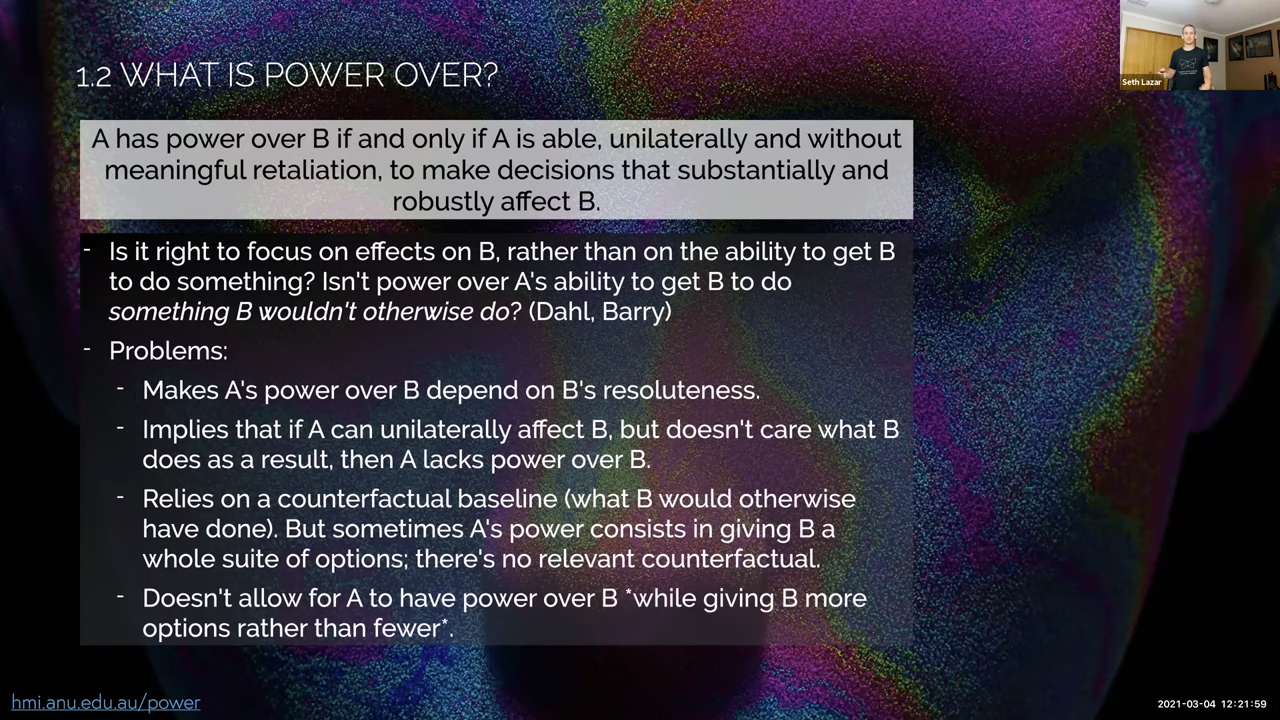 Seth Lazar
1.2 WHAT IS POWER OVER?
A has power over B if and only if A is able, unilaterally and without
meaningful retaliation, to make decisions that substantially and
robustly affect B.
- Is it right to focus on effects on B, rather than on the ability to get B
to do something? Isn't power over A's ability to get B to do
something B wouldn't otherwise do? (Dahl, Barry)
- Problems:
- Makes A's power over B depend on B's resoluteness.
- Implies that if A can unilaterally affect B, but doesn't care what B
does as a result, then A lacks power over B.
- Relies on a counterfactual baseline (what B would otherwise
have done). But sometimes A's power consists in giving B a
whole suite of options; there's no relevant counterfactual.
- Doesn't allow for A to have power over B *while giving B more
options rather than fewer*.
hmi.anu.edu.au/power
2021-03-04 12:21:59